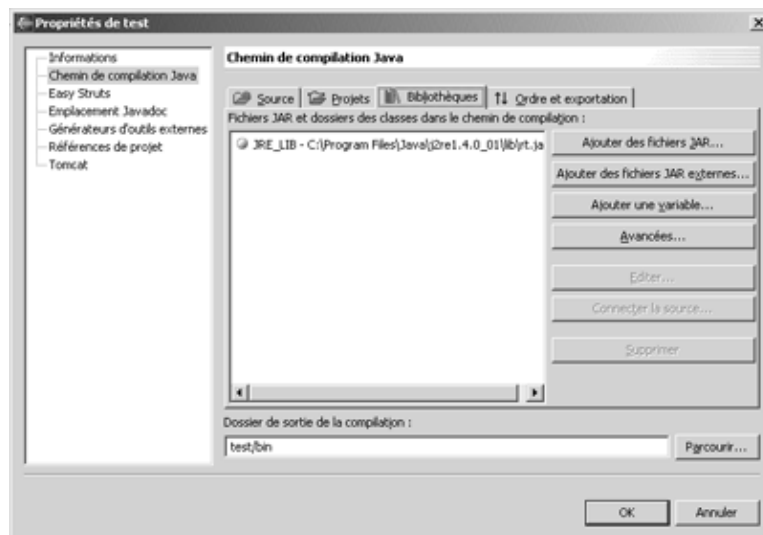 Propriétés de test
Informations
Chemin de compilation Java
Easy Struts
Emplacement Javadoc
Générateurs d'outils externes
Références de projet
Tomcat
Chemin de compilation Java
Source
Projets
Bibliothèques
Ordre et exportation
Fichiers JAR et dossiers des classes dans le chemin de compilation :
JRE_LIB - C:\Program Files\Java\j2re1.4.0_01\lib\rt.ja
Ajouter des fichiers JAR...
Ajouter des fichiers JAR externes...
Ajouter une variable...
Avancées...
Editer...
Connecter la source...
Supprimer
Dossier de sortie de la compilation :
test/bin
Parcourir...
OK
Annuler